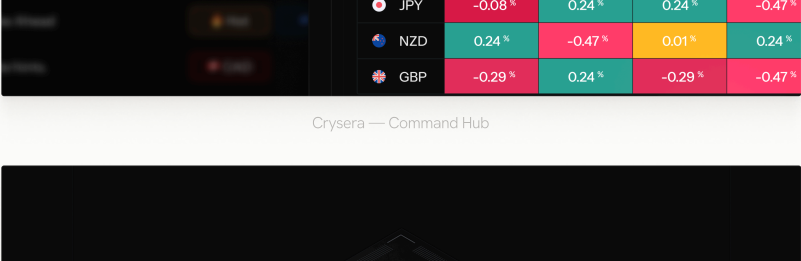 JPY -0.08 % 0.24 % 0.24 % -0.47 %
NZD 0.24 % -0.47 % 0.01 % 0.24 %
GBP -0.29 % 0.24 % -0.29 % -0.47 %
Crysera — Command Hub